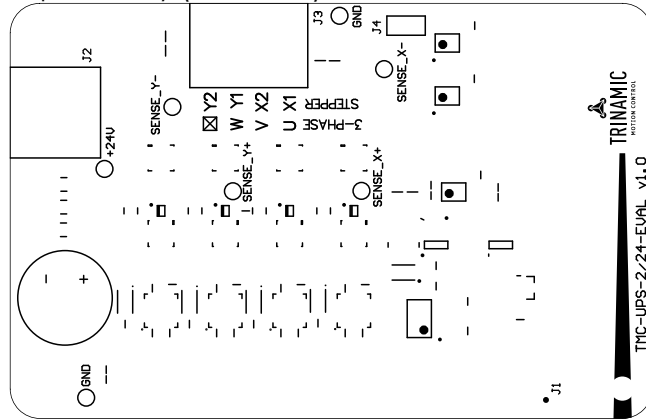 J2
J3
GND
J4
SENSE_Y-
SENSE_X-
Y2
Y1
X2
X1
W
V
U
STEPPER
3-PHASE
+24V
SENSE_Y+
SENSE_X+
TRINAMIC
MOTION CONTROL
TMC-UPS-2/24-EVAL v1.0
-
+
GND
J1